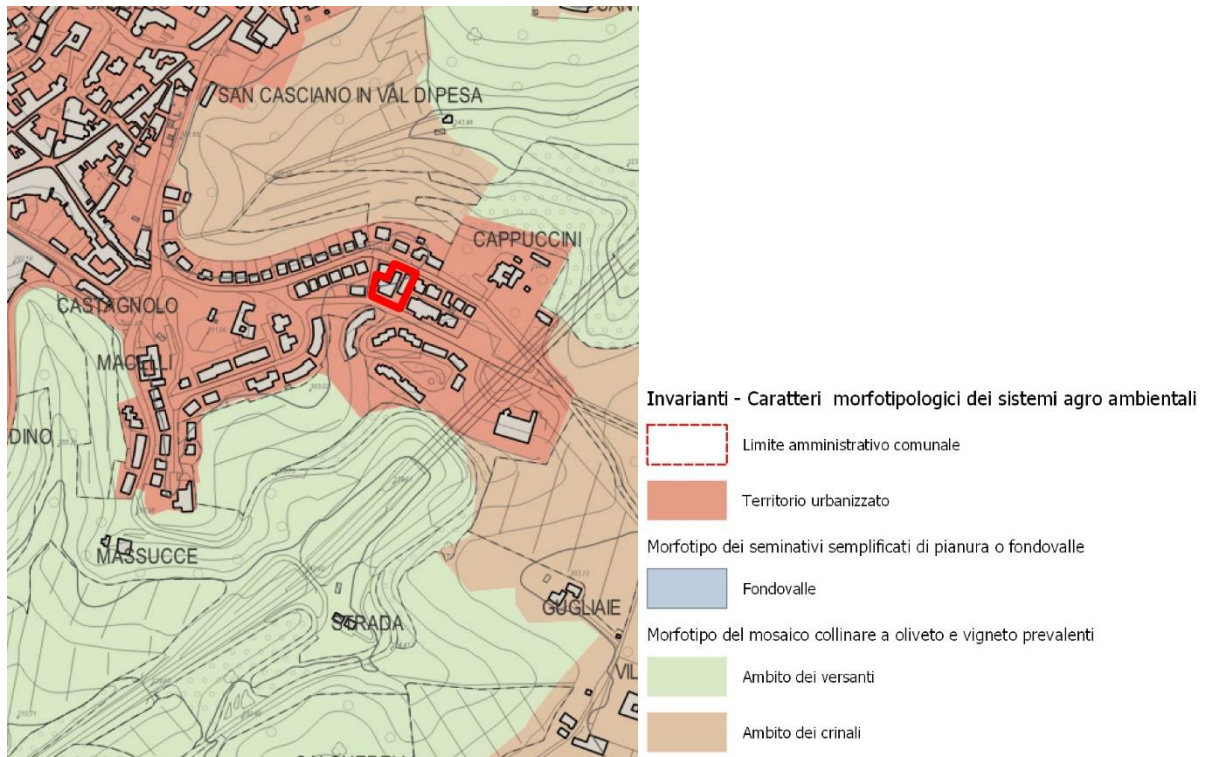 SAN CASCIANO IN VAL DI PESA
CAPPUCCINI
CASTAGNOLO
MACELLI
DINO
MASSUCCE
STRADA
GUGLIAIE
VIL
Invarianti - Caratteri morfotipologici dei sistemi agro ambientali
Limite amministrativo comunale
Territorio urbanizzato
Morfotipo dei seminativi semplificati di pianura o fondovalle
Fondovalle
Morfotipo del mosaico collinare a oliveto e vigneto prevalenti
Ambito dei versanti
Ambito dei crinali